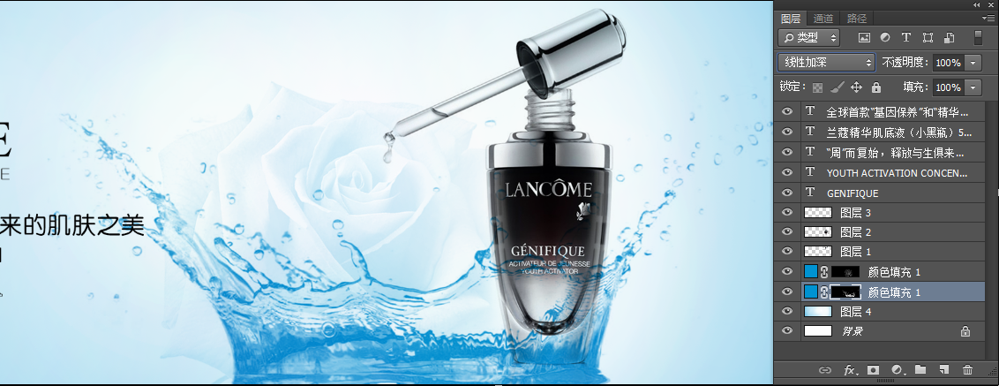 E
E
来的肌肤之美
LANCÔME
GÉNIFIQUE
ACTIVATEUR DE JEUNESSE
YOUTH ACTIVATOR
图层 通道 路径
类型
线性加深 不透明度: 100%
锁定: 填充: 100%
T 全球首款“基因保养”和“精华...
T 兰蔻精华肌底液（小黑瓶）5...
T “周”而复始，释放与生俱来...
T YOUTH ACTIVATION CONCEN...
T GENIFIQUE
图层 3
图层 2
图层 1
颜色填充 1
颜色填充 1
图层 4
背景
fx